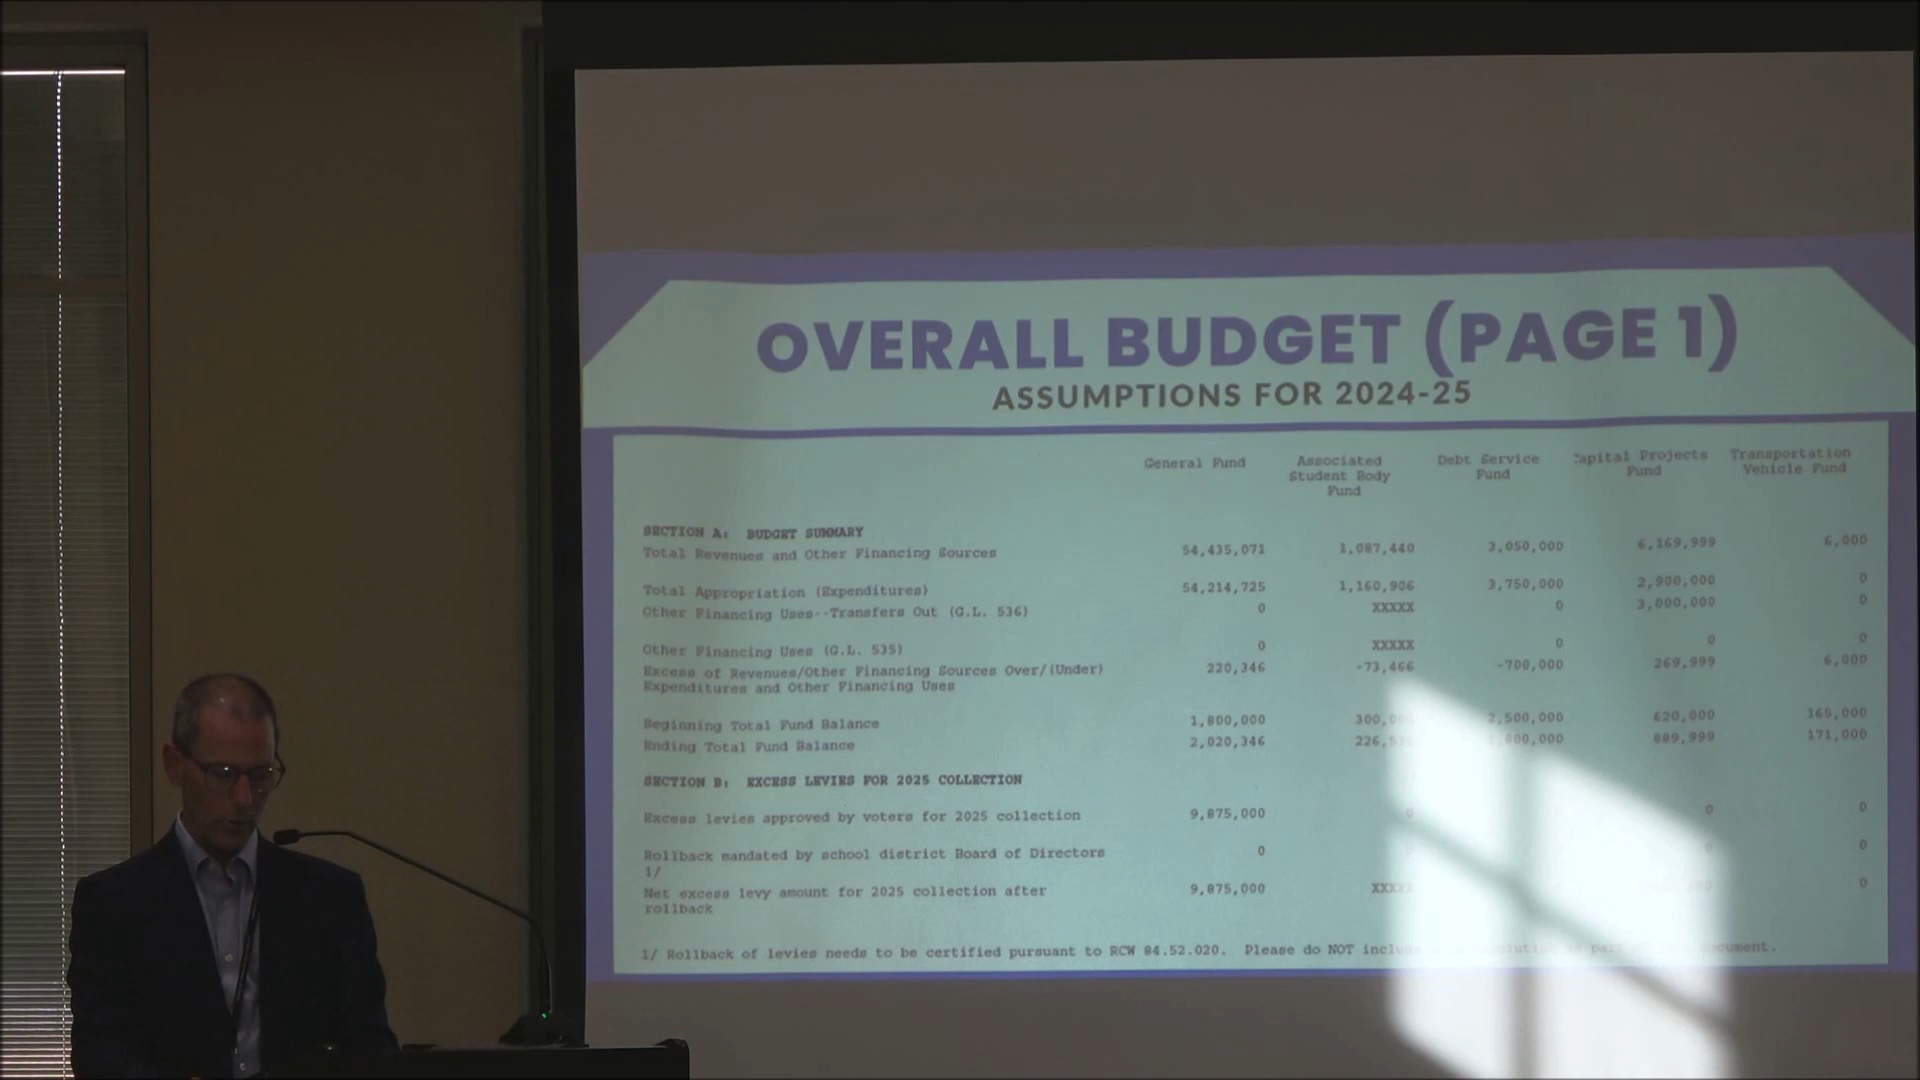 OVERALL BUDGET (PAGE 1)
ASSUMPTIONS FOR 2024-25
General Fund Associated Debt Service Capital Projects Transportation
Student Body Fund Fund Vehicle Fund
Fund
SECTION A: BUDGET SUMMARY
Total Revenues and Other Financing Sources 54,435,071 1,087,440 3,050,000 6,169,999 6,000
Total Appropriation (Expenditures) 54,214,725 1,160,906 3,750,000 2,900,000 0
Other Financing Uses--Transfers Out (G.L. 536) 0 XXXXX 0 3,000,000 0
Other Financing Uses (G.L. 535) 0 XXXXX 0 0 0
Excess of Revenues/Other Financing Sources Over/(Under) 220,346 -73,466 -700,000 269,999 6,000
Expenditures and Other Financing Uses
Beginning Total Fund Balance 1,800,000 2,500,000 620,000 165,000
Ending Total Fund Balance 2,020,346 889,999 171,000
SECTION B: EXCESS LEVIES FOR 2025 COLLECTION
Excess levies approved by voters for 2025 collection 9,875,000 0 0 0
Rollback mandated by school district Board of Directors 0 0 0
1/
Net excess levy amount for 2025 collection after 9,875,000 0
rollback
1/ Rollback of levies needs to be certified pursuant to RCW 84.52.020. Please do NOT